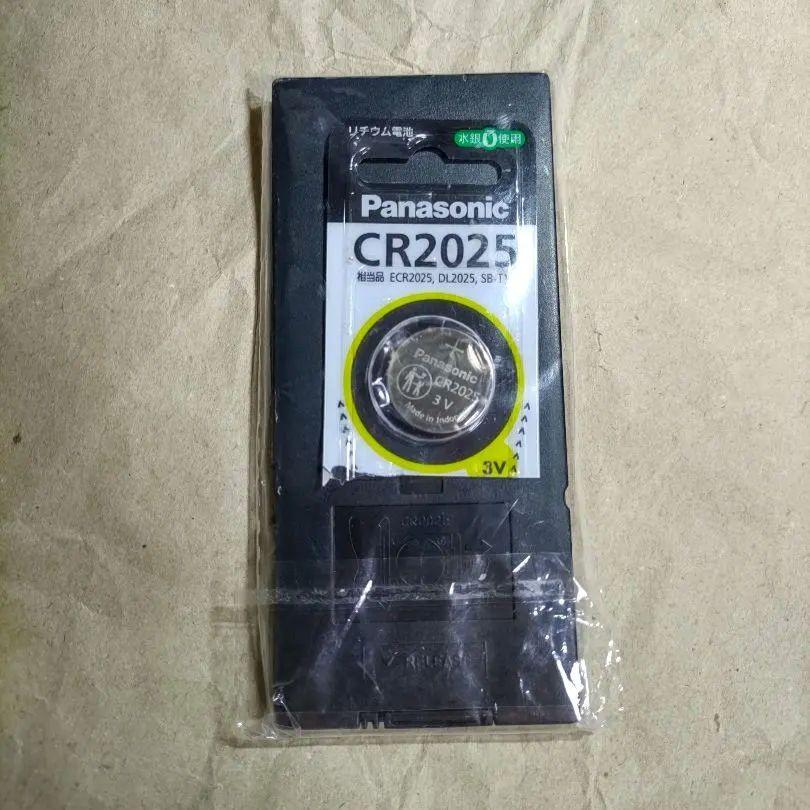 リチウム電池
水銀0使用
Panasonic
CR2025
相当品 ECR2025, DL2025, SB-T
Panasonic
CR2025
3 V
Made in Indo
3V
CR2025
RELEASE